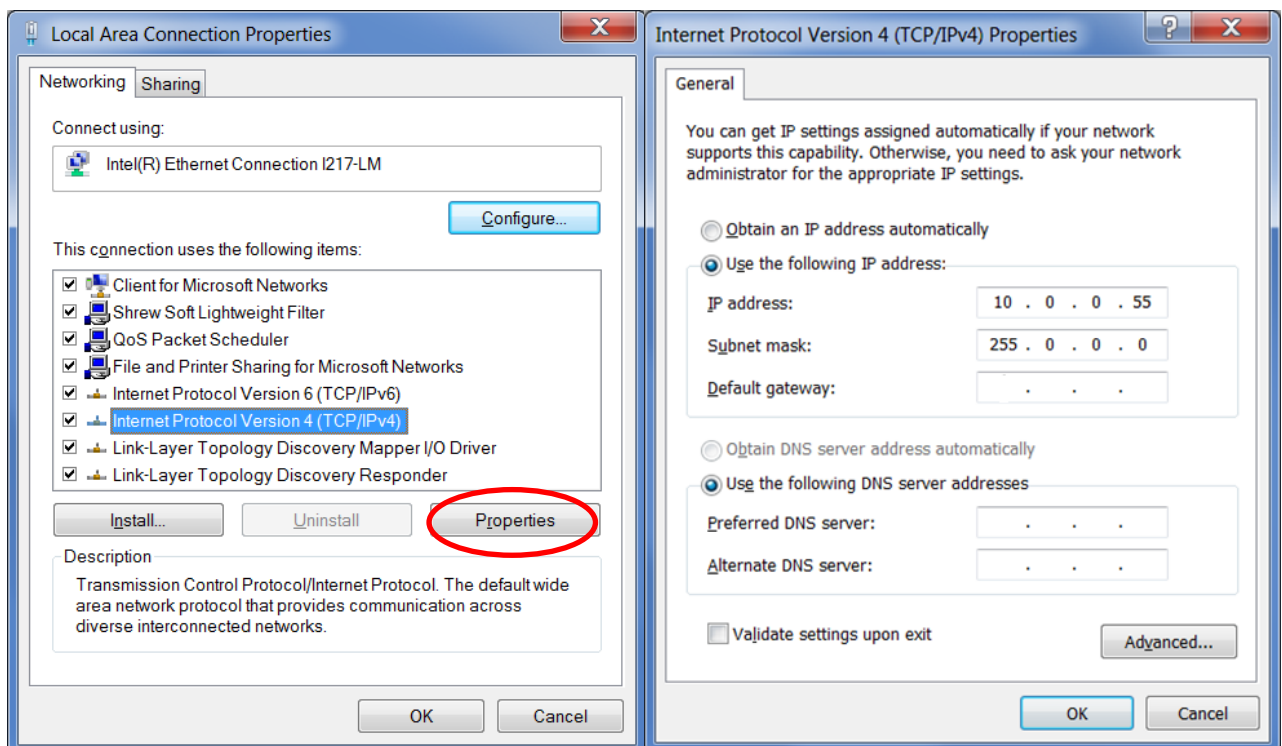 Local Area Connection Properties
Networking
Sharing
Connect using:
Intel(R) Ethernet Connection I217-LM
Configure...
This connection uses the following items:
Client for Microsoft Networks
Shrew Soft Lightweight Filter
QoS Packet Scheduler
File and Printer Sharing for Microsoft Networks
Internet Protocol Version 6 (TCP/IPv6)
Internet Protocol Version 4 (TCP/IPv4)
Link-Layer Topology Discovery Mapper I/O Driver
Link-Layer Topology Discovery Responder
Install...
Uninstall
Properties
Description
Transmission Control Protocol/Internet Protocol. The default wide
area network protocol that provides communication across
diverse interconnected networks.
OK
Cancel
Internet Protocol Version 4 (TCP/IPv4) Properties
General
You can get IP settings assigned automatically if your network
supports this capability. Otherwise, you need to ask your network
administrator for the appropriate IP settings.
Obtain an IP address automatically
Use the following IP address:
IP address: 10 . 0 . 0 . 55
Subnet mask: 255 . 0 . 0 . 0
Default gateway: . . .
Obtain DNS server address automatically
Use the following DNS server addresses
Preferred DNS server: . . .
Alternate DNS server: . . .
Validate settings upon exit
Advanced...
OK
Cancel